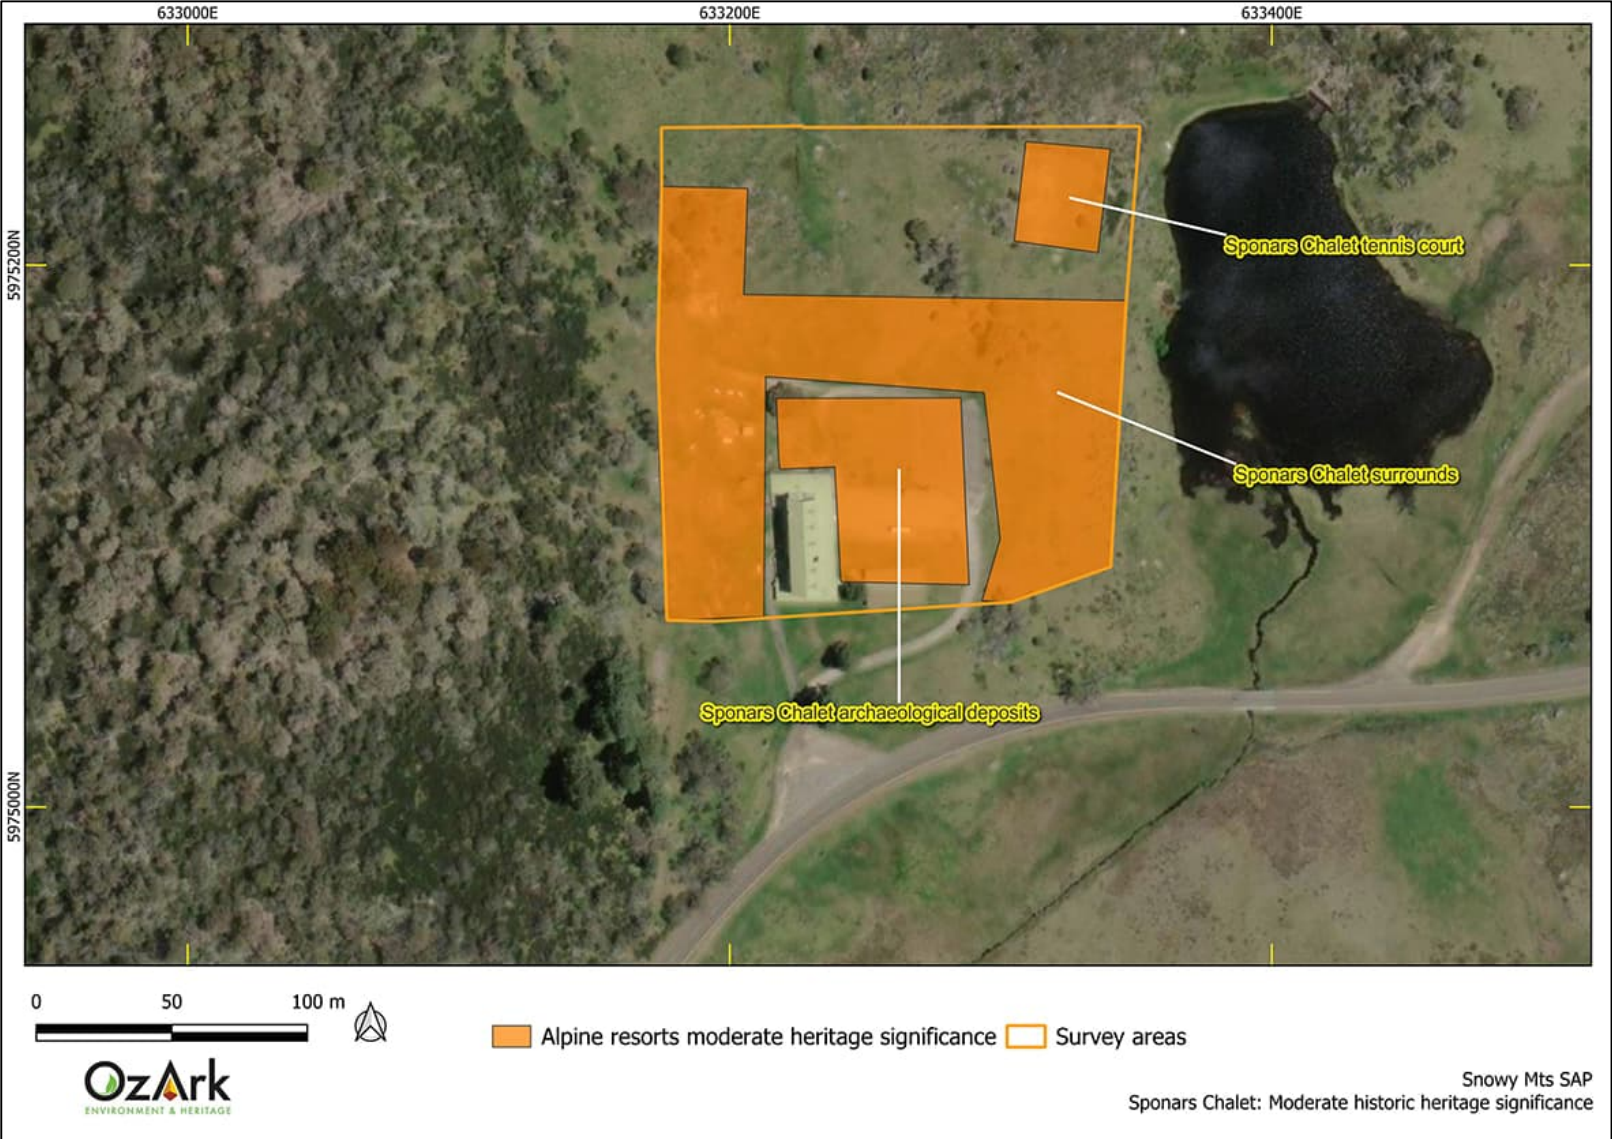 633000E
633200E
633400E
5975200N
Sponars Chalet tennis court
Sponars Chalet surrounds
Sponars Chalet archaeological deposits
5975000N
0 50 100 m
Alpine resorts moderate heritage significance
Survey areas
OzArk
ENVIRONMENT & HERITAGE
Snowy Mts SAP
Sponars Chalet: Moderate historic heritage significance